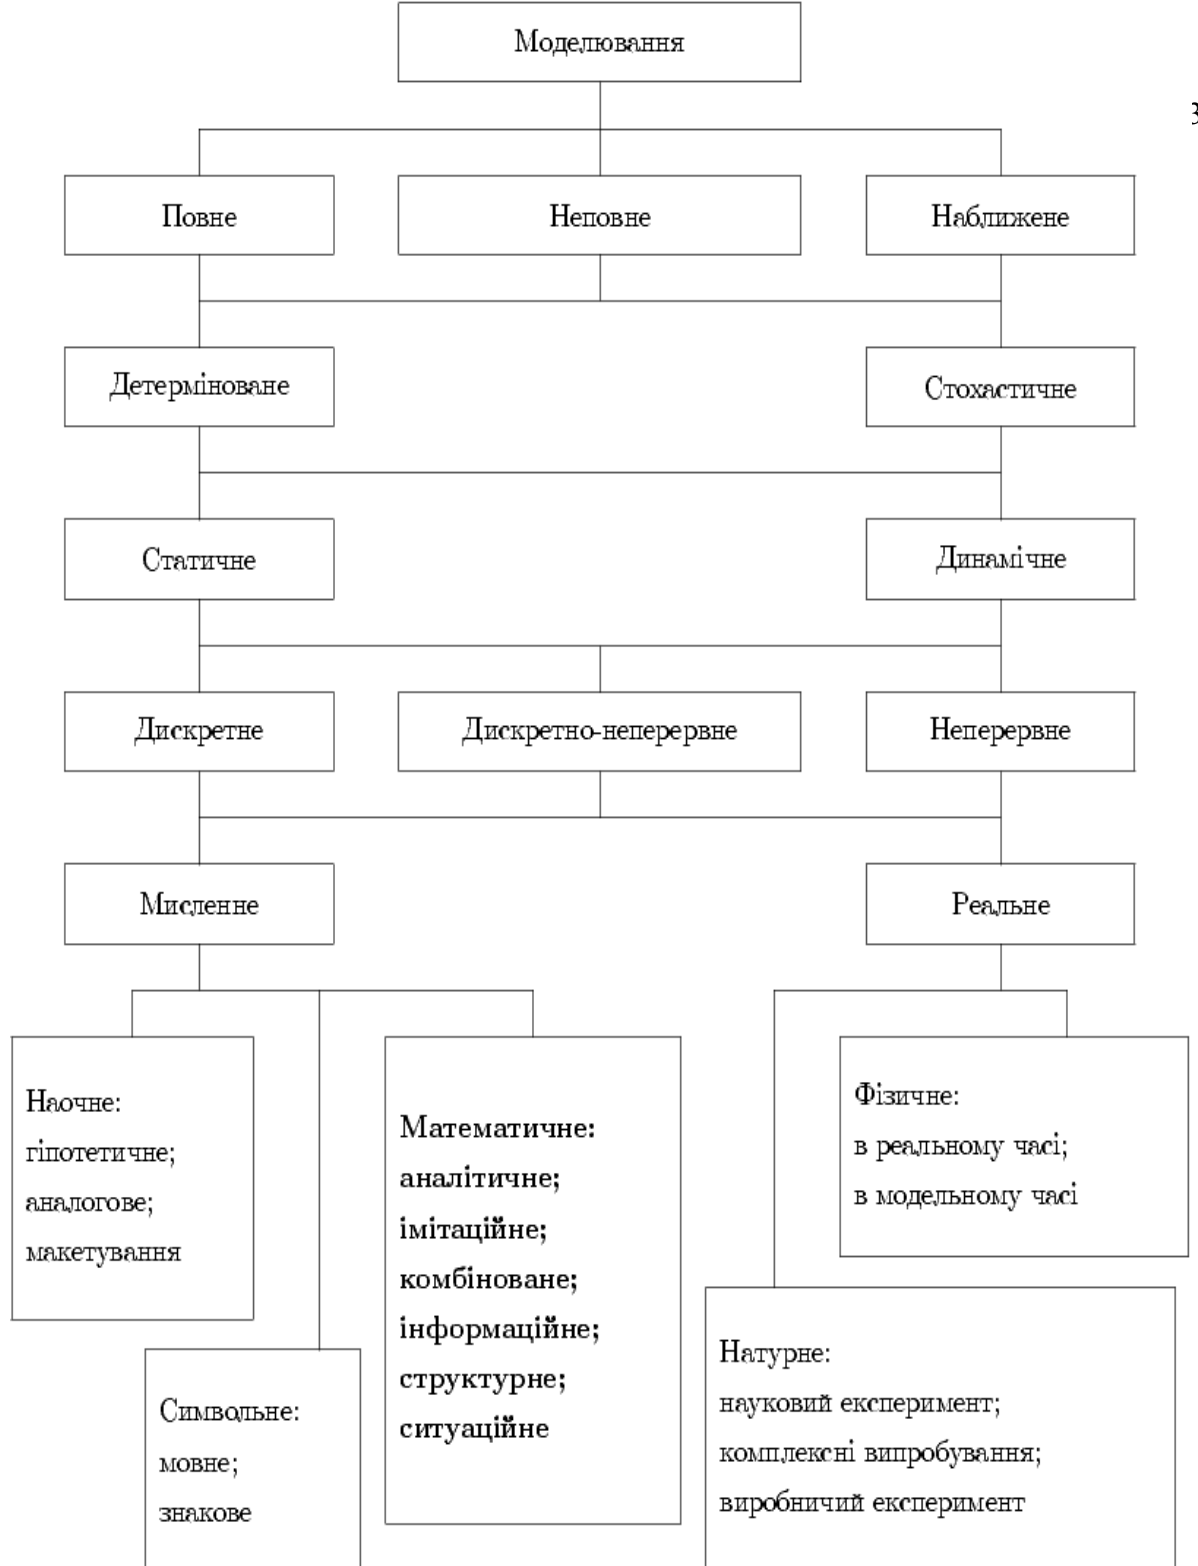 Моделювання
З
Повне
Неповне
Наближене
Детерміноване
Стохастичне
Статичне
Динамічне
Дискретне
Дискретно-неперервне
Неперервне
Мисленне
Реальне
Наочне:
гіпотетичне;
аналогове;
макетування
Символьне:
мовне;
знакове
Математичне:
аналітичне;
імітаційне;
комбіноване;
інформаційне;
структурне;
ситуаційне
Фізичне:
в реальному часі;
в модельному часі
Натурне:
науковий експеримент;
комплексні випробування;
виробничий експеримент